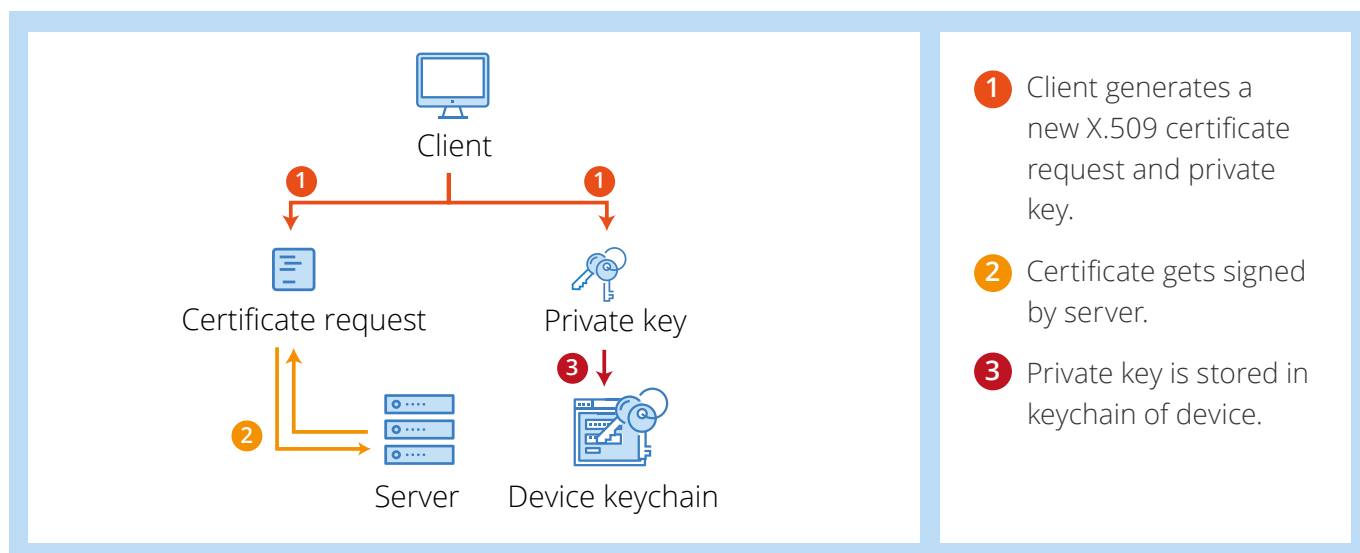 Client
1
1
Certificate request
Private key
3
2
Server
Device keychain
1 Client generates a
new X.509 certificate
request and private
key.
2 Certificate gets signed
by server.
3 Private key is stored in
keychain of device.